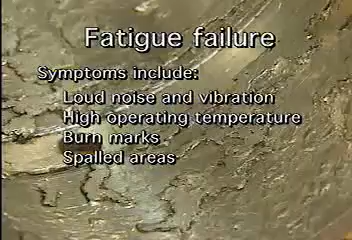 Fatigue failure
Symptoms include:
Loud noise and vibration
High operating temperature
Burn marks
Spalled areas